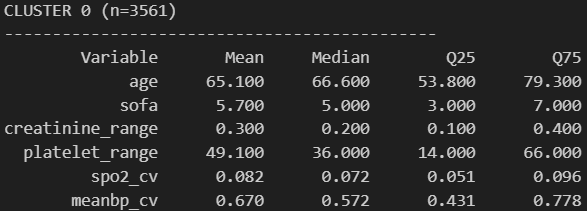 CLUSTER 0 (n=3561)
---------------------------------------------
Variable Mean Median Q25 Q75
age 65.100 66.600 53.800 79.300
sofa 5.700 5.000 3.000 7.000
creatinine_range 0.300 0.200 0.100 0.400
platelet_range 49.100 36.000 14.000 66.000
spo2_cv 0.082 0.072 0.051 0.096
meanbp_cv 0.670 0.572 0.431 0.778